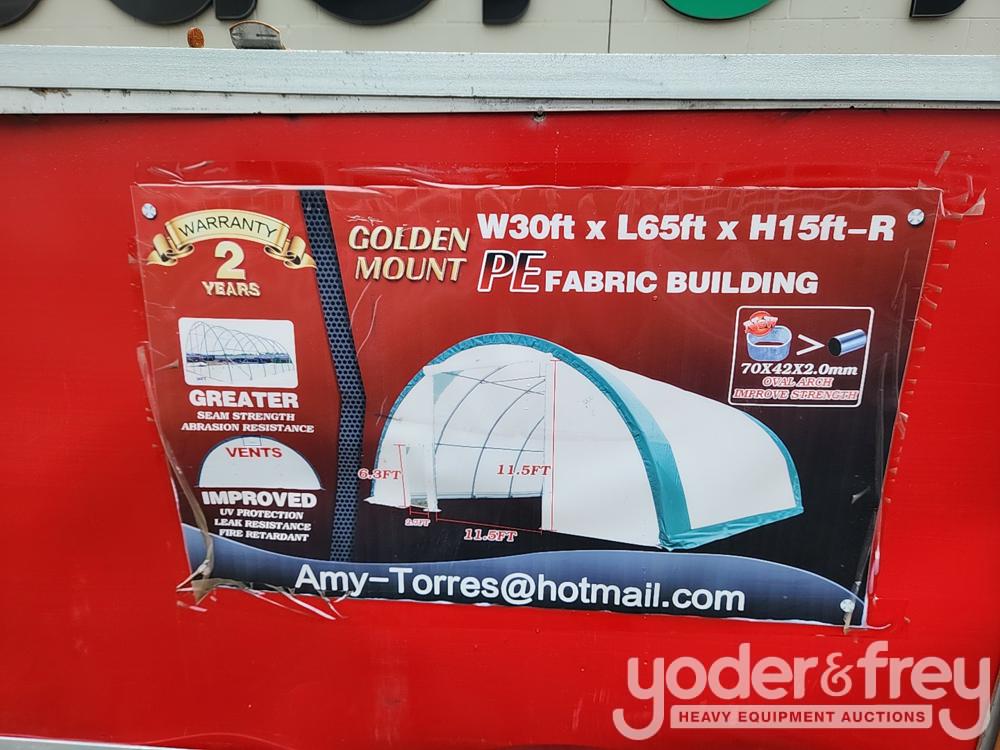 WARRANTY
2
YEARS
GREATER
SEAM STRENGTH
ABRASION RESISTANCE
VENTS
IMPROVED
UV PROTECTION
LEAK RESISTANCE
FIRE RETARDANT
GOLDEN
MOUNT
W30ft x L65ft x H15ft-R
PE FABRIC BUILDING
NEW
>
70X42X2.0mm
OVAL ARCH
IMPROVE STRENGTH
6.3FT
11.5FT
11.5FT
Amy-Torres@hotmail.com
yoder&frey
HEAVY EQUIPMENT AUCTIONS